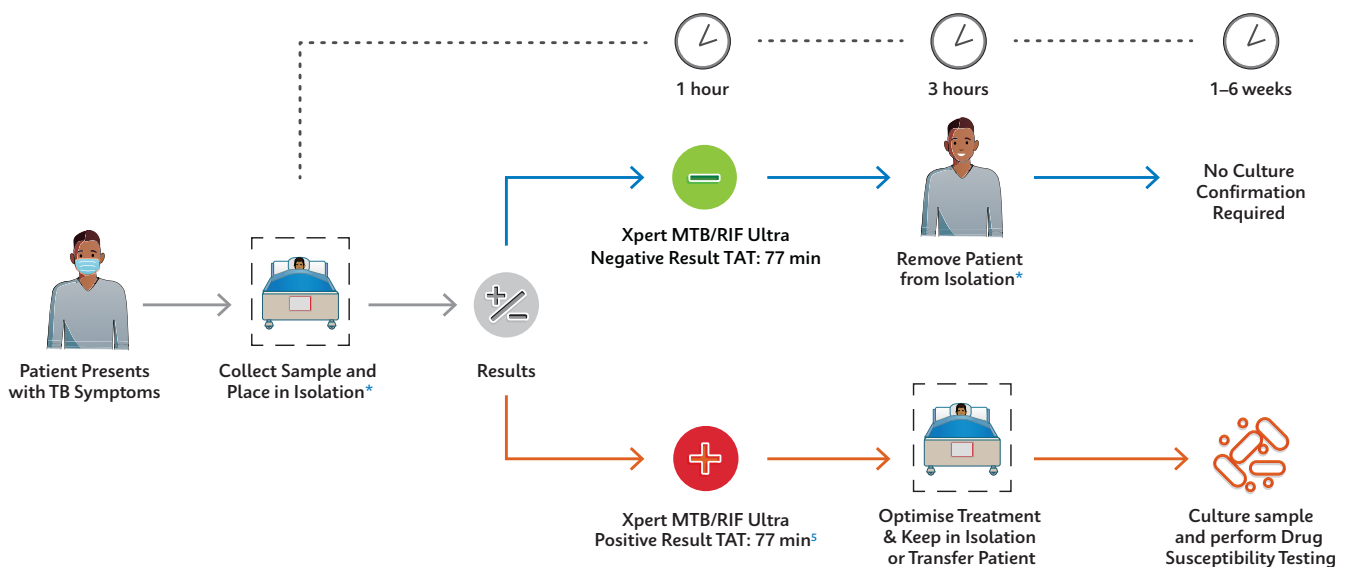 1 hour
3 hours
1–6 weeks
Xpert MTB/RIF Ultra
Negative Result TAT: 77 min
Remove Patient
from Isolation*
No Culture
Confirmation
Required
Patient Presents
with TB Symptoms
Collect Sample and
Place in Isolation*
Results
Xpert MTB/RIF Ultra
Positive Result TAT: 77 min⁵
Optimise Treatment
& Keep in Isolation
or Transfer Patient
Culture sample
and perform Drug
Susceptibility Testing